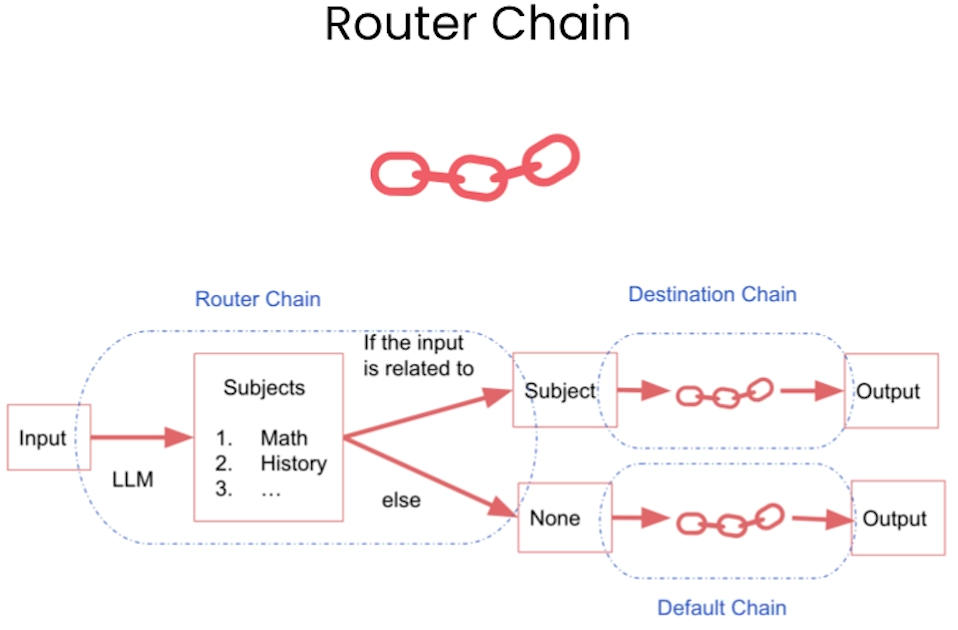 Router Chain
Router Chain
Destination Chain
If the input
is related to
Subjects
1. Math
2. History
3. ...
Input
LLM
else
Subject
Output
None
Output
Default Chain